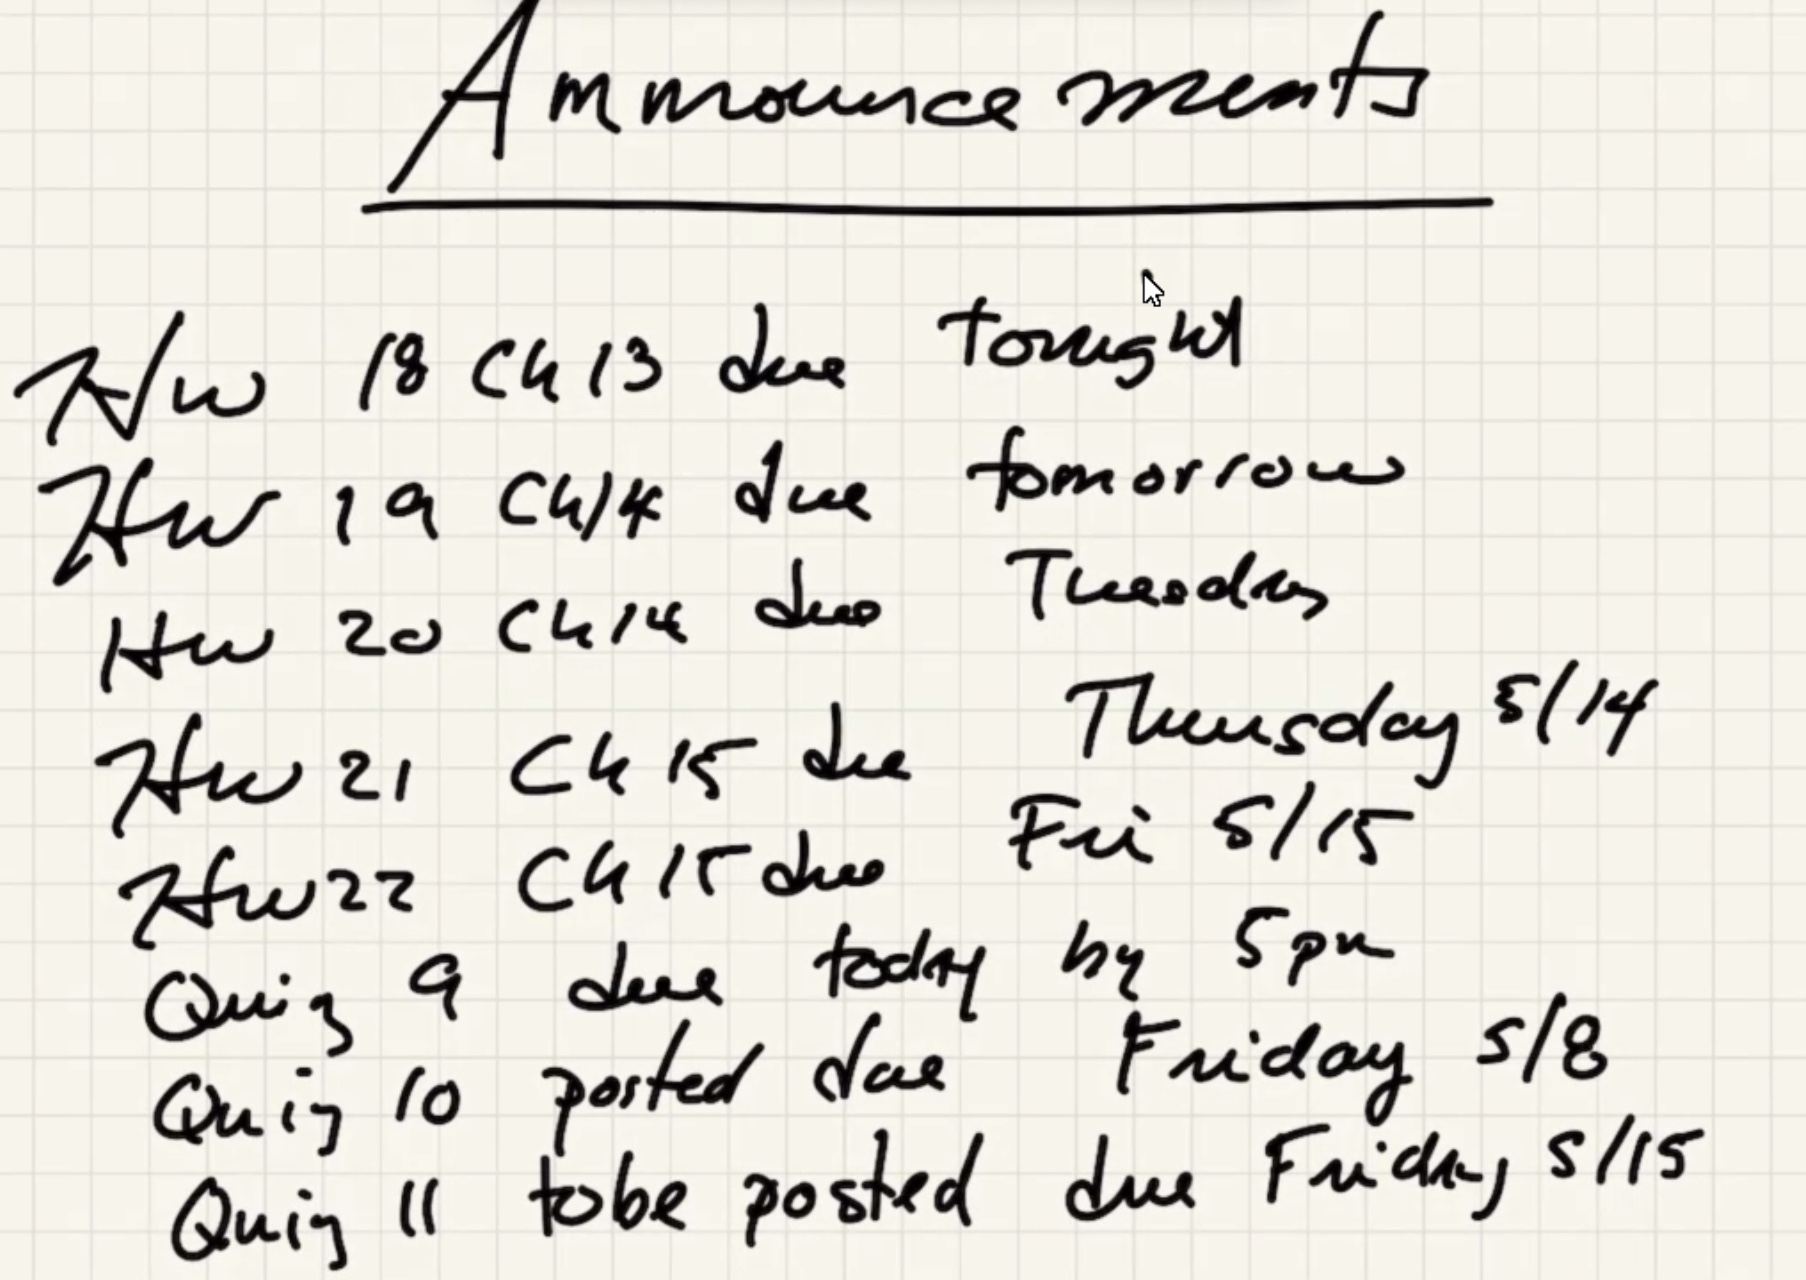 Announcements
HW 18 Ch 13 due tonight
HW 19 Ch 14 due tomorrow
HW 20 Ch 14 due Tuesday
HW 21 Ch 15 due Thursday 5/14
HW 22 Ch 15 due Fri 5/15
Quiz 9 due today by 5pm
Quiz 10 posted due Friday 5/8
Quiz 11 to be posted due Friday 5/15